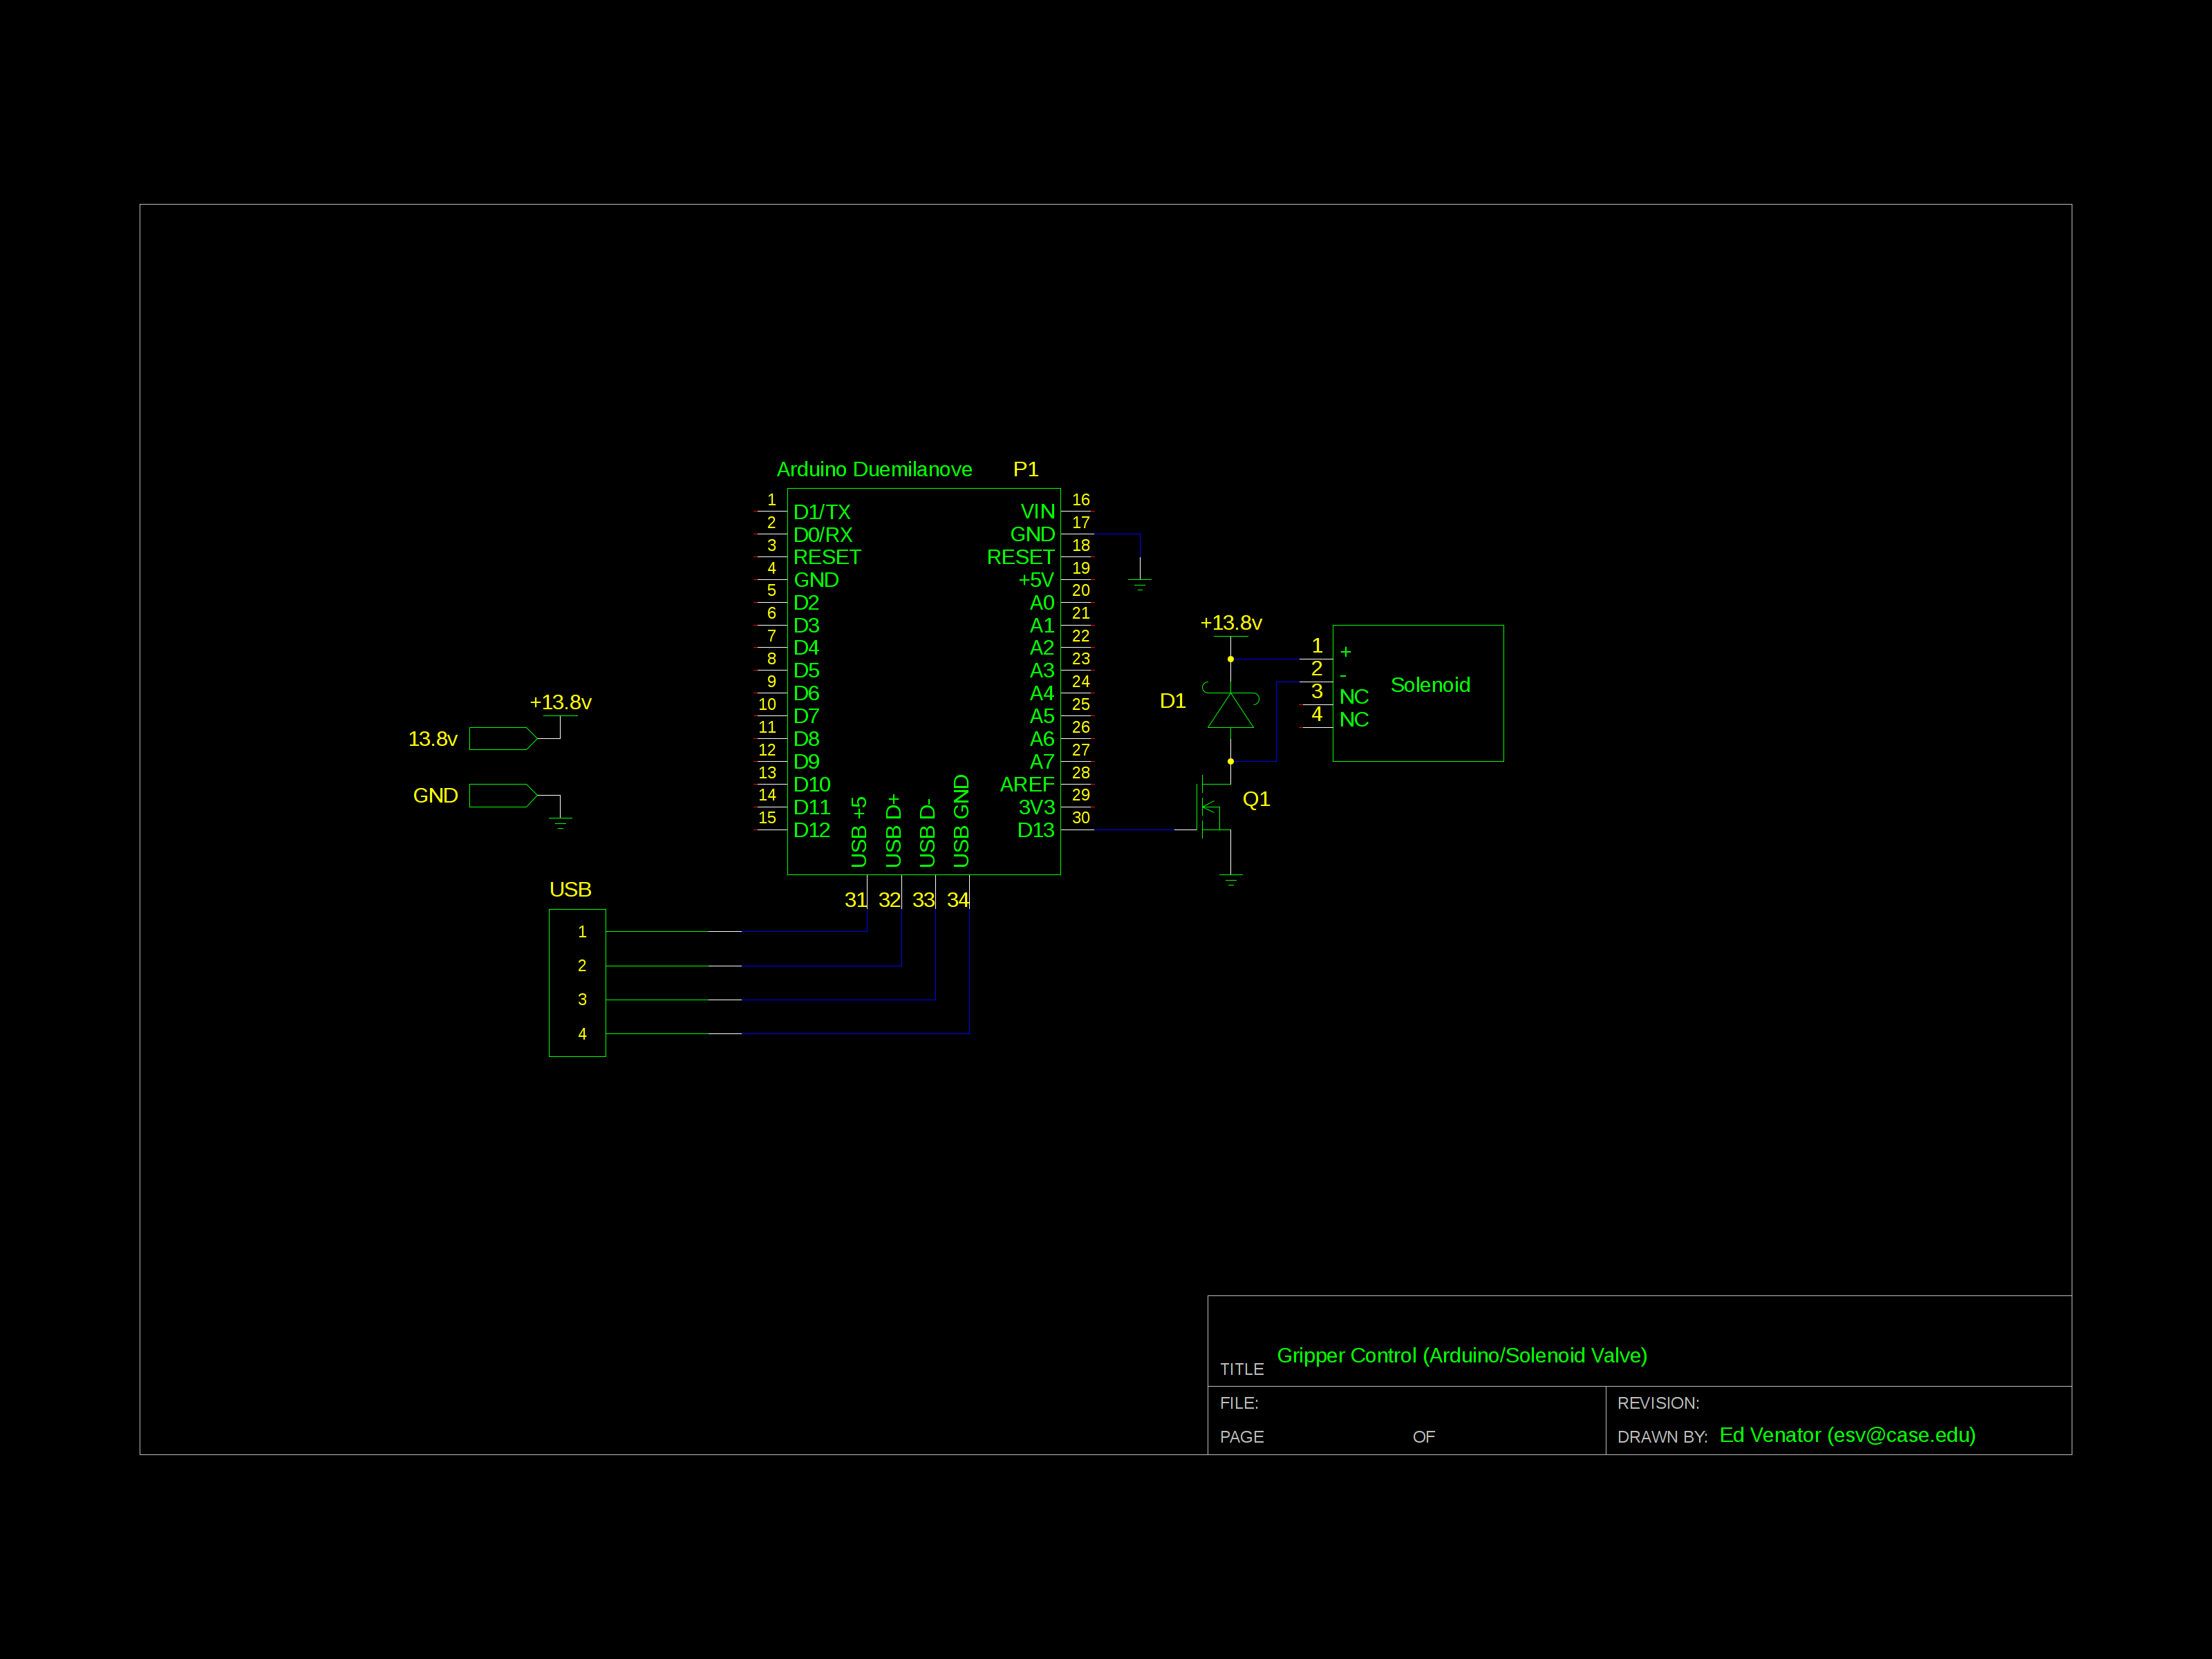 Arduino Duemilanove P1
1 D1/TX
2 D0/RX
3 RESET
4 GND
5 D2
6 D3
7 D4
8 D5
9 D6
10 D7
11 D8
12 D9
13 D10
14 D11
15 D12
16 VIN
17 GND
18 RESET
19 +5V
20 A0
21 A1
22 A2
23 A3
24 A4
25 A5
26 A6
27 A7
28 AREF
29 3V3
30 D13
USB +5
USB D+
USB D-
USB GND
31 32 33 34
+13.8v
13.8v
GND
USB
1
2
3
4
+13.8v
D1
Q1
1 +
2 -
3 NC
4 NC
Solenoid
TITLE Gripper Control (Arduino/Solenoid Valve)
FILE:
REVISION:
PAGE OF
DRAWN BY: Ed Venator (esv@case.edu)